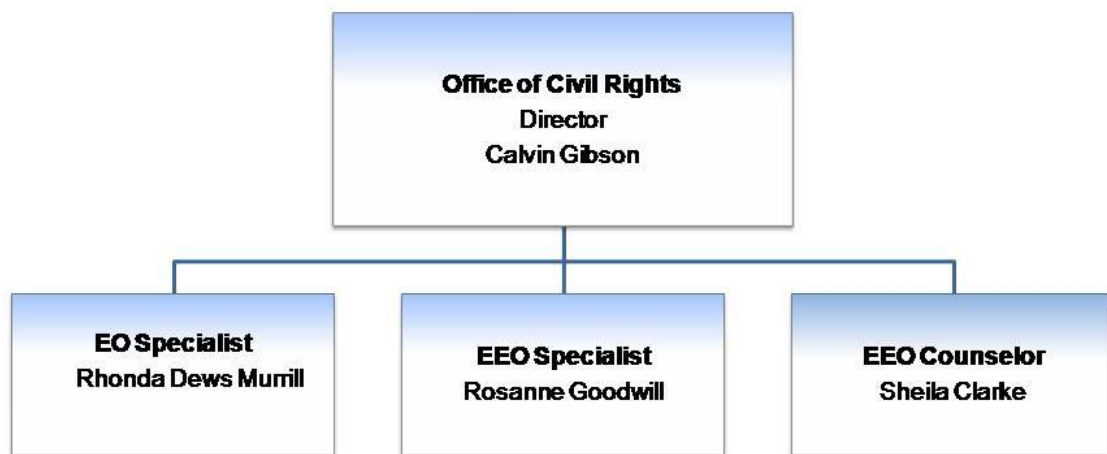 Office of Civil Rights
Director
Calvin Gibson
EO Specialist
Rhonda Dews Murrill
EEO Specialist
Rosanne Goodwill
EEO Counselor
Sheila Clarke